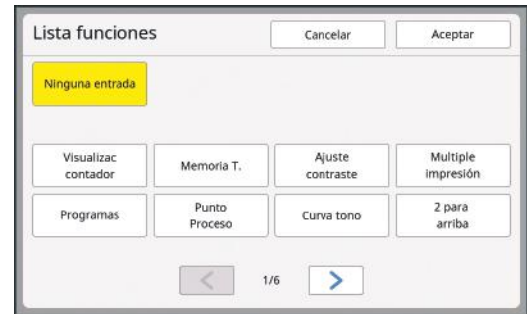 Lista funciones
Cancelar
Aceptar
Ninguna entrada
Visualizac
contador
Memoria T.
Ajuste
contraste
Multiple
impresión
Programas
Punto
Proceso
Curva tono
2 para
arriba
1/6